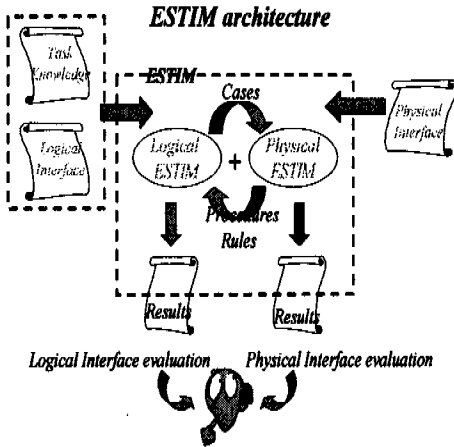 ESTIM architecture
Task
Knowledge
Logical
Interface
ESTIM
Cases
Physical
Interface
Logical
ESTIM
+
Physical
ESTIM
Procedures
Rules
Results
Results
Logical Interface evaluation
Physical Interface evaluation